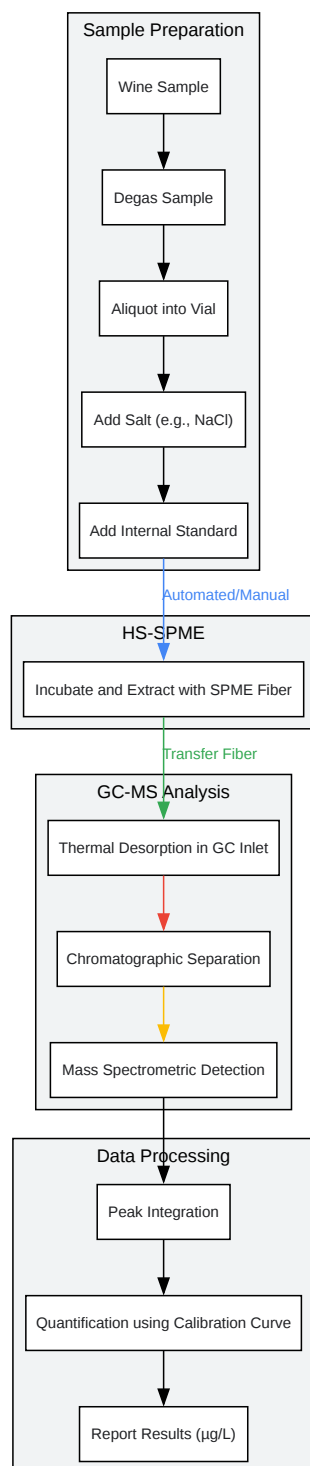 Sample Preparation
Wine Sample
Degas Sample
Aliquot into Vial
Add Salt (e.g., NaCl)
Add Internal Standard
Automated/Manual
HS-SPME
Incubate and Extract with SPME Fiber
Transfer Fiber
GC-MS Analysis
Thermal Desorption in GC Inlet
Chromatographic Separation
Mass Spectrometric Detection
Data Processing
Peak Integration
Quantification using Calibration Curve
Report Results (µg/L)